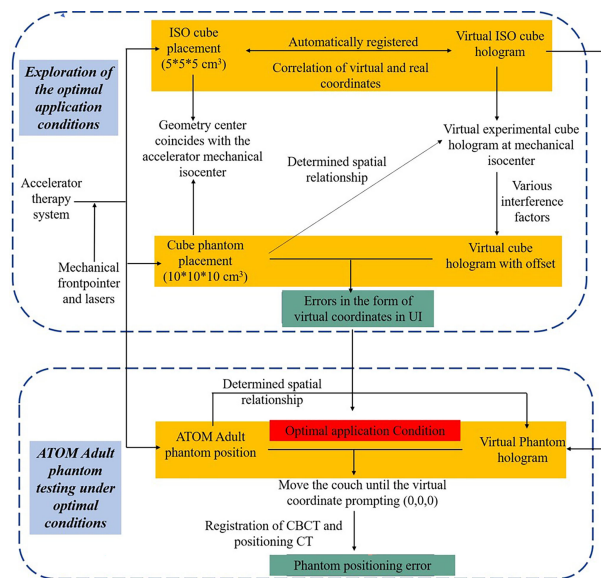 ISO cube
placement
(5*5*5 cm³)
Automatically registered
Correlation of virtual and real
coordinates
Virtual ISO cube
hologram
Exploration of
the optimal
application
conditions
Geometry center
coincides with the
accelerator mechanical
isocenter
Virtual experimental cube
hologram at mechanical
isocenter
Determined spatial
relationship
Various
interference
factors
Accelerator
therapy
system
Mechanical
frontpointer
and lasers
Cube phantom
placement
(10*10*10 cm³)
Virtual cube
hologram with offset
Errors in the form of
virtual coordinates in UI
Determined spatial
relationship
ATOM Adult
phantom
testing under
optimal
conditions
ATOM Adult
phantom position
Optimal application Condition
Virtual Phantom
hologram
Move the couch until the virtual
coordinate prompting (0,0,0)
Registration of CBCT and
positioning CT
Phantom positioning error